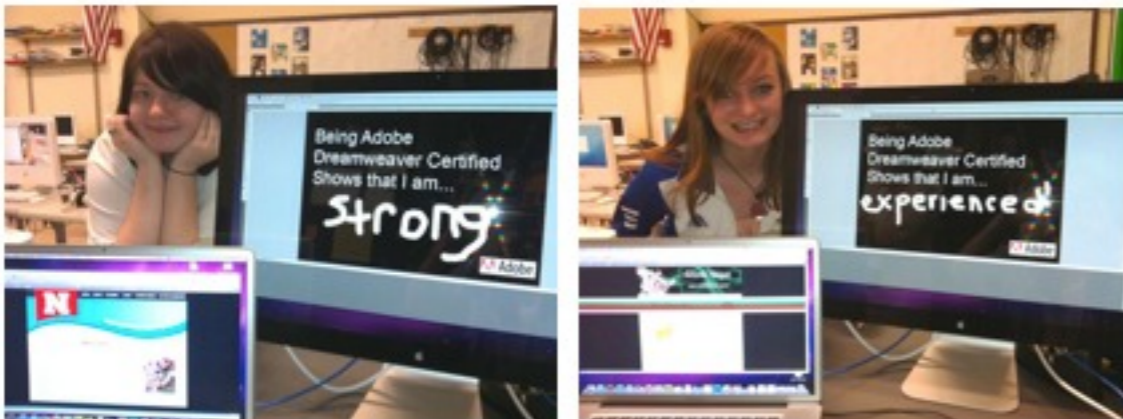 Being Adobe
Dreamweaver Certified
Shows that I am...
strong
Adobe
N
Being Adobe
Dreamweaver Certified
Shows that I am...
experienced
Adobe